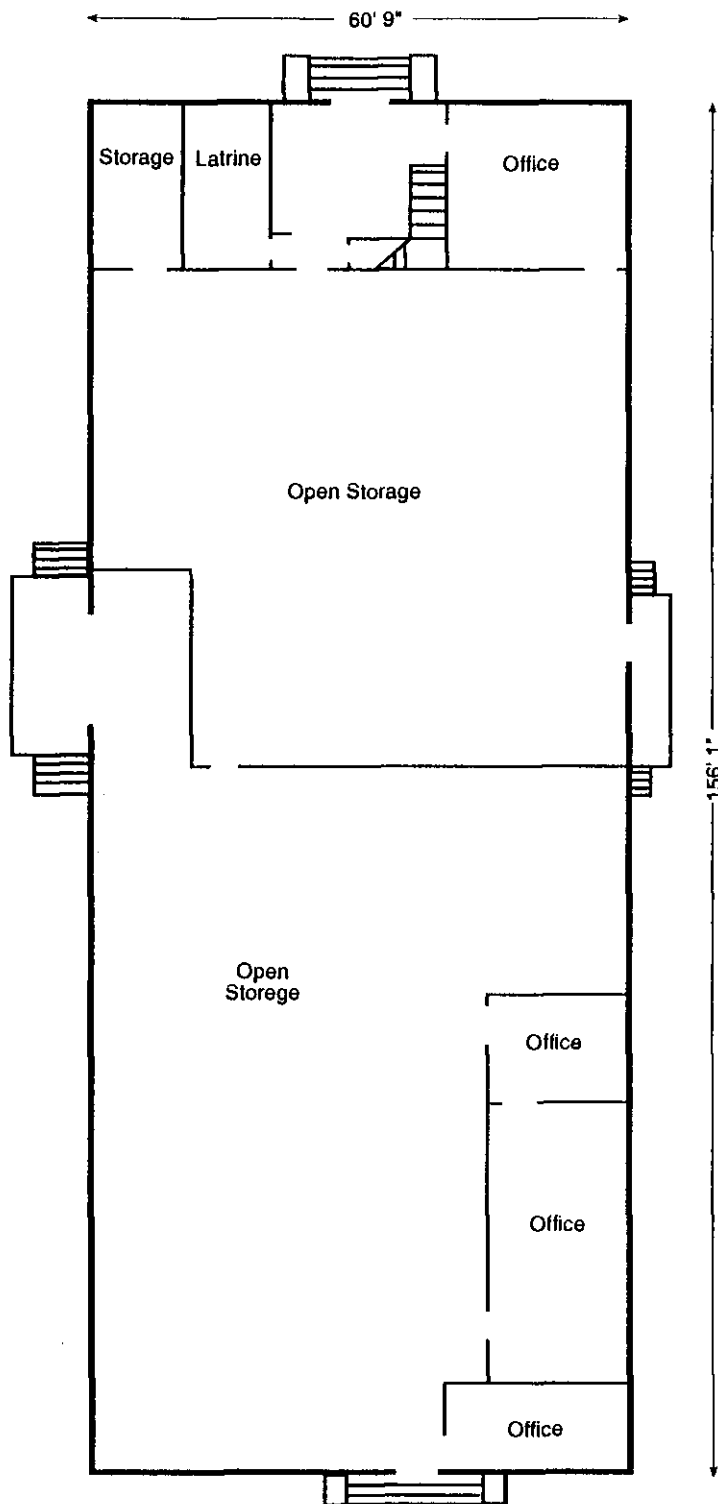 60' 9"
Storage
Latrine
Office
Open Storage
156' 1"
Open
Storege
Office
Office
Office